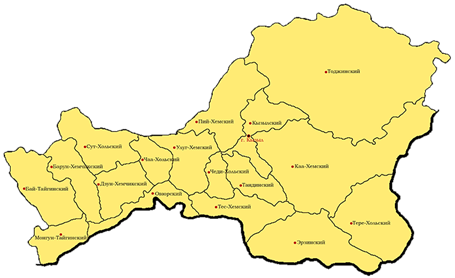 Тоджинский
Пий-Хемский
Кызылский
г. Кызыл
Сут-Хольский
Чаа-Хольский
Улуг-Хемский
Барун-Хемчикский
Каа-Хемский
Чеди-Хольский
Бай-Тайгинский
Дзун-Хемчикский
Тандинский
Овюрский
Тес-Хемский
Тере-Хольский
Монгун-Тайгинский
Эрзинский